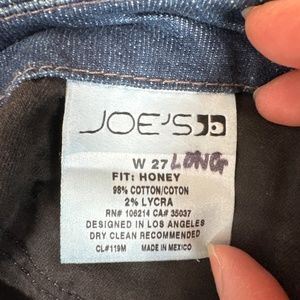 JOE'S
W 27 LONG
FIT: HONEY
98% COTTON/COTON
2% LYCRA
RN# 106214 CA# 35037
DESIGNED IN LOS ANGELES
DRY CLEAN RECOMMENDED
CL#119M MADE IN MEXICO